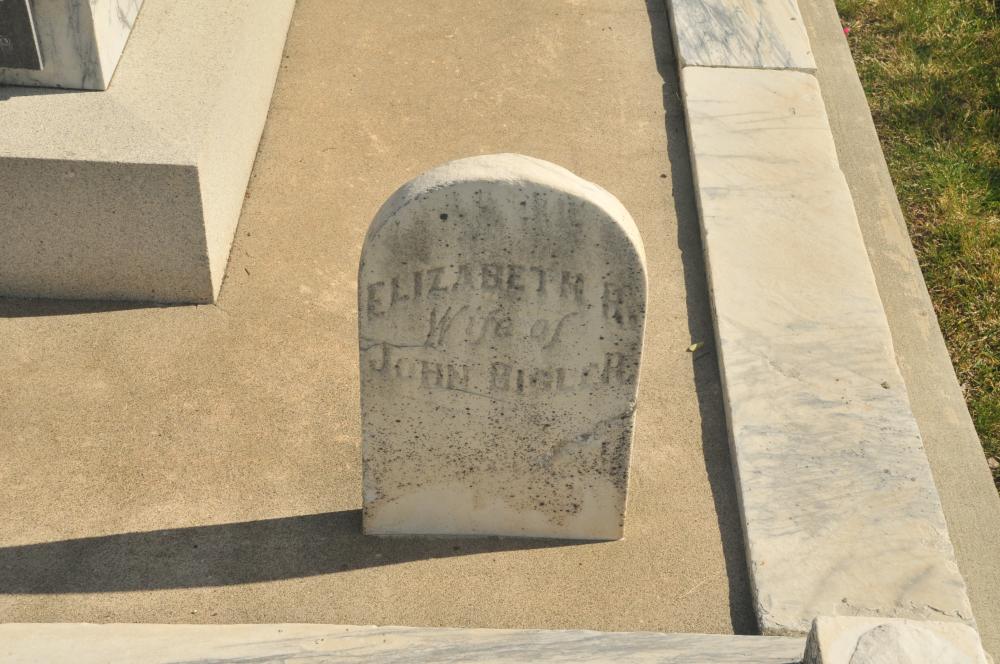 ELIZABETH
Wife of
JOHN BIGLER